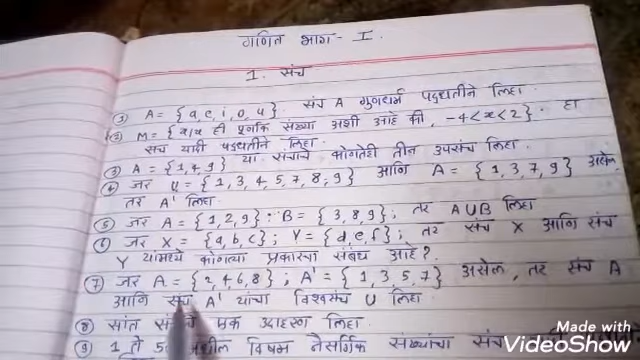 गणित भाग - I.
1. संच
① A = {a, e, i, o, u}. संच A गुणधर्म पद्धतीने लिहा
② M = {x/x ही पूर्णांक संख्या अशी आहे की, -4<x<2}. हा
संच यादी पद्धतीने लिहा.
③ A = {1,4,9} या संचाचे कोणतेही तीन उपसंच लिहा.
④ जर U = {1, 3, 4, 5, 7, 8, 9} आणि A = {1, 3, 7, 9} असेल
तर A' लिहा
⑤ जर A = {1,2,9}; B = {3,8,9}; तर AUB लिहा
⑥ जर X = {a,b,c}; Y = {d,e,f}; तर संच X आणि संच
Y यांमध्ये कोणत्या प्रकारचा संबंध आहे?
⑦ जर A = {2,4,6,8}; A' = {1,3,5,7} असेल, तर संच A
आणि संच A' यांचा विश्वसंच U लिहा
⑧ सांत एक उदाहरण लिहा.
⑨ 1 ते विषम नैसर्गिक संख्यांचा संच
Made with
VideoShow